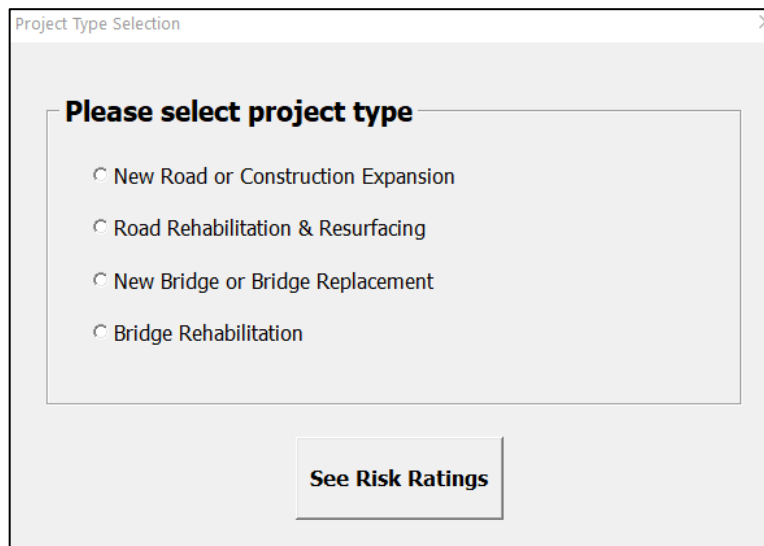 Project Type Selection
Please select project type
New Road or Construction Expansion
Road Rehabilitation & Resurfacing
New Bridge or Bridge Replacement
Bridge Rehabilitation
See Risk Ratings